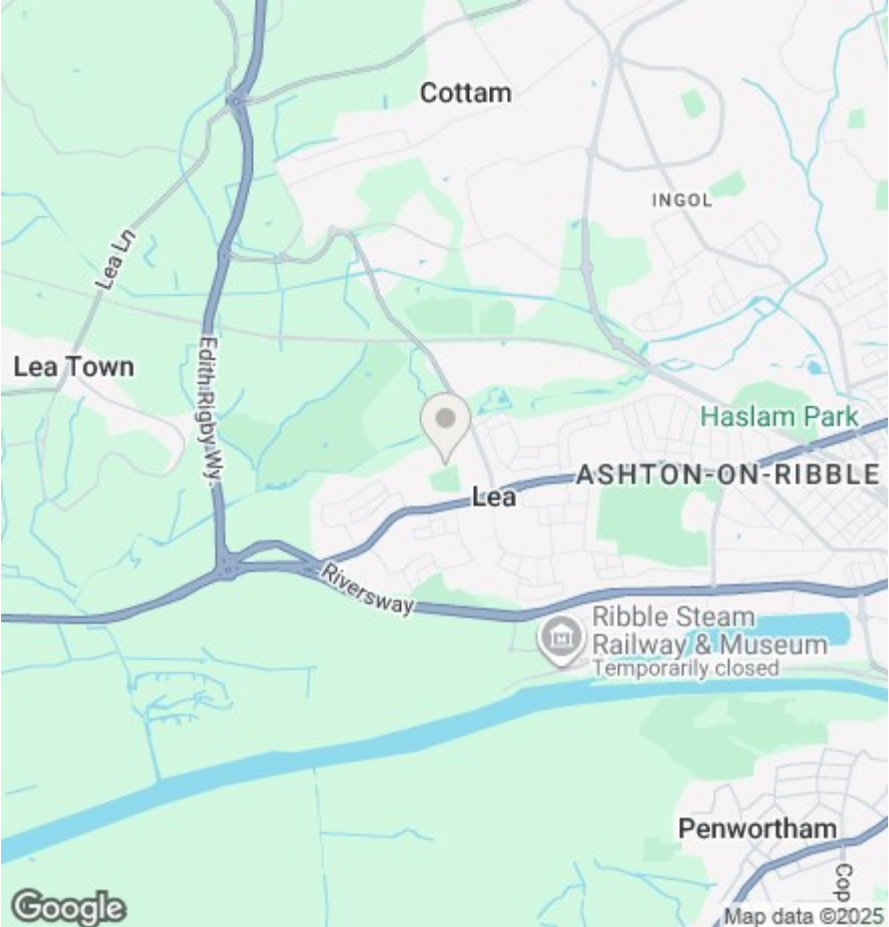 Cottam
INGOL
Lea Ln
Edith Rigby Wy.
Lea Town
Haslam Park
ASHTON-ON-RIBBLE
Lea
Riversway
Ribble Steam
Railway & Museum
Temporarily closed
Penwortham
Cop
Google
Map data ©2025